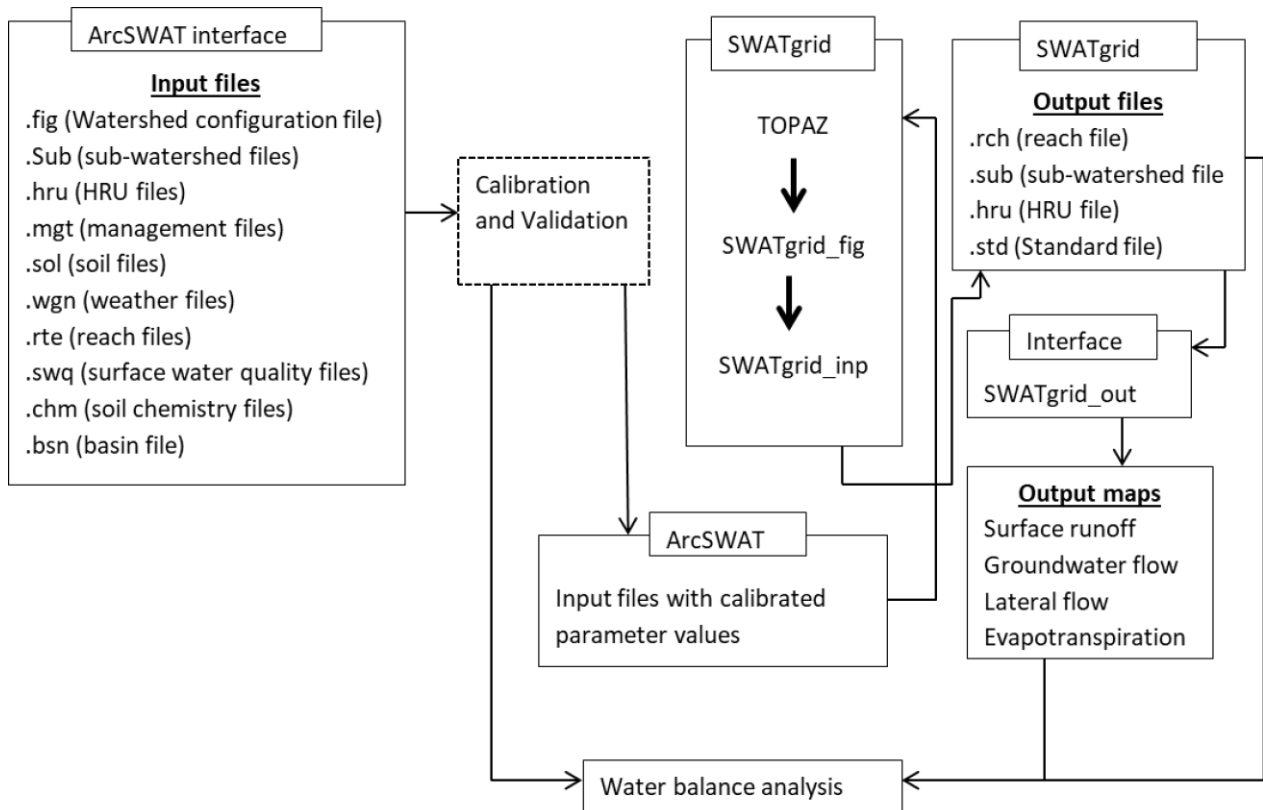 ArcSWAT interface
Input files
.fig (Watershed configuration file)
.Sub (sub-watershed files)
.hru (HRU files)
.mgt (management files)
.sol (soil files)
.wgn (weather files)
.rte (reach files)
.swq (surface water quality files)
.chm (soil chemistry files)
.bsn (basin file)
Calibration
and Validation
SWATgrid
TOPAZ
SWATgrid_fig
SWATgrid_inp
ArcSWAT
Input files with calibrated
parameter values
SWATgrid
Output files
.rch (reach file)
.sub (sub-watershed file
.hru (HRU file)
.std (Standard file)
Interface
SWATgrid_out
Output maps
Surface runoff
Groundwater flow
Lateral flow
Evapotranspiration
Water balance analysis